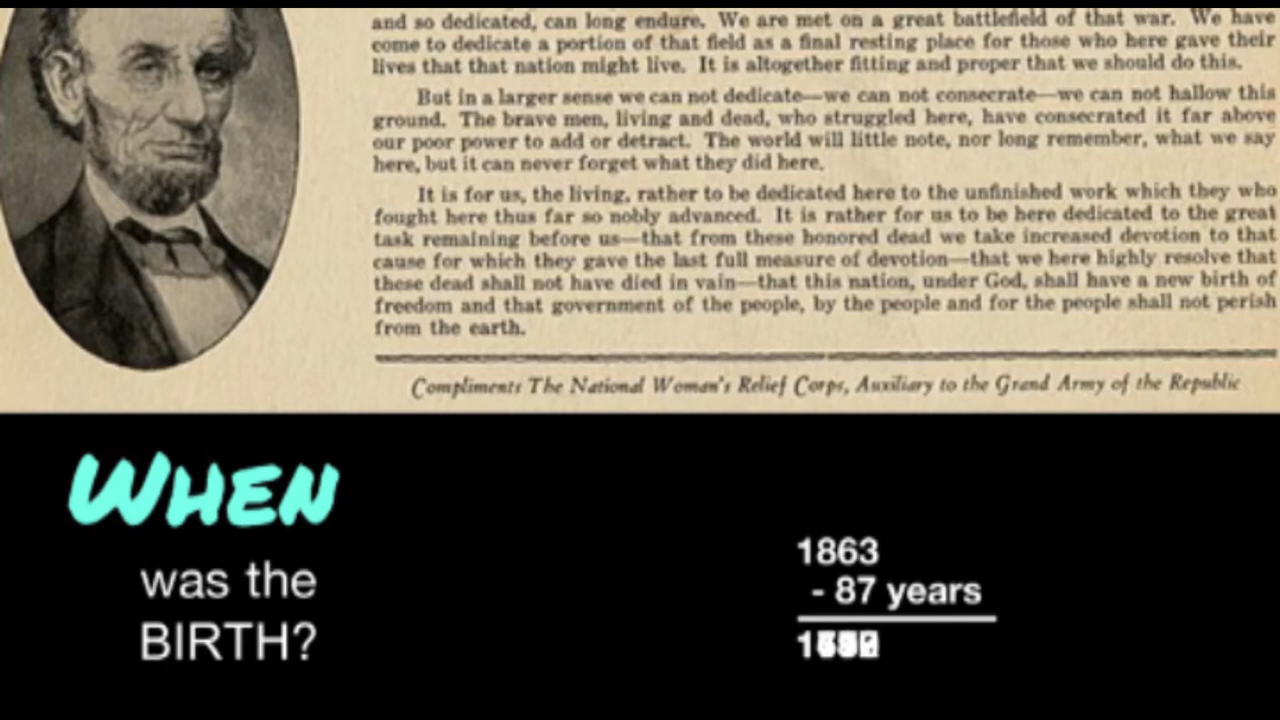 and so dedicated, can long endure. We are met on a great battlefield of that war. We have
come to dedicate a portion of that field as a final resting place for those who here gave their
lives that that nation might live. It is altogether fitting and proper that we should do this.
But in a larger sense we can not dedicate—we can not consecrate—we can not hallow this
ground. The brave men, living and dead, who struggled here, have consecrated it far above
our poor power to add or detract. The world will little note, nor long remember, what we say
here, but it can never forget what they did here.
It is for us, the living, rather to be dedicated here to the unfinished work which they who
fought here thus far so nobly advanced. It is rather for us to be here dedicated to the great
task remaining before us—that from these honored dead we take increased devotion to that
cause for which they gave the last full measure of devotion—that we here highly resolve that
these dead shall not have died in vain—that this nation, under God, shall have a new birth of
freedom and that government of the people, by the people and for the people shall not perish
from the earth.
Compliments The National Woman's Relief Corps, Auxiliary to the Grand Army of the Republic
WHEN
was the
BIRTH?
1863
- 87 years